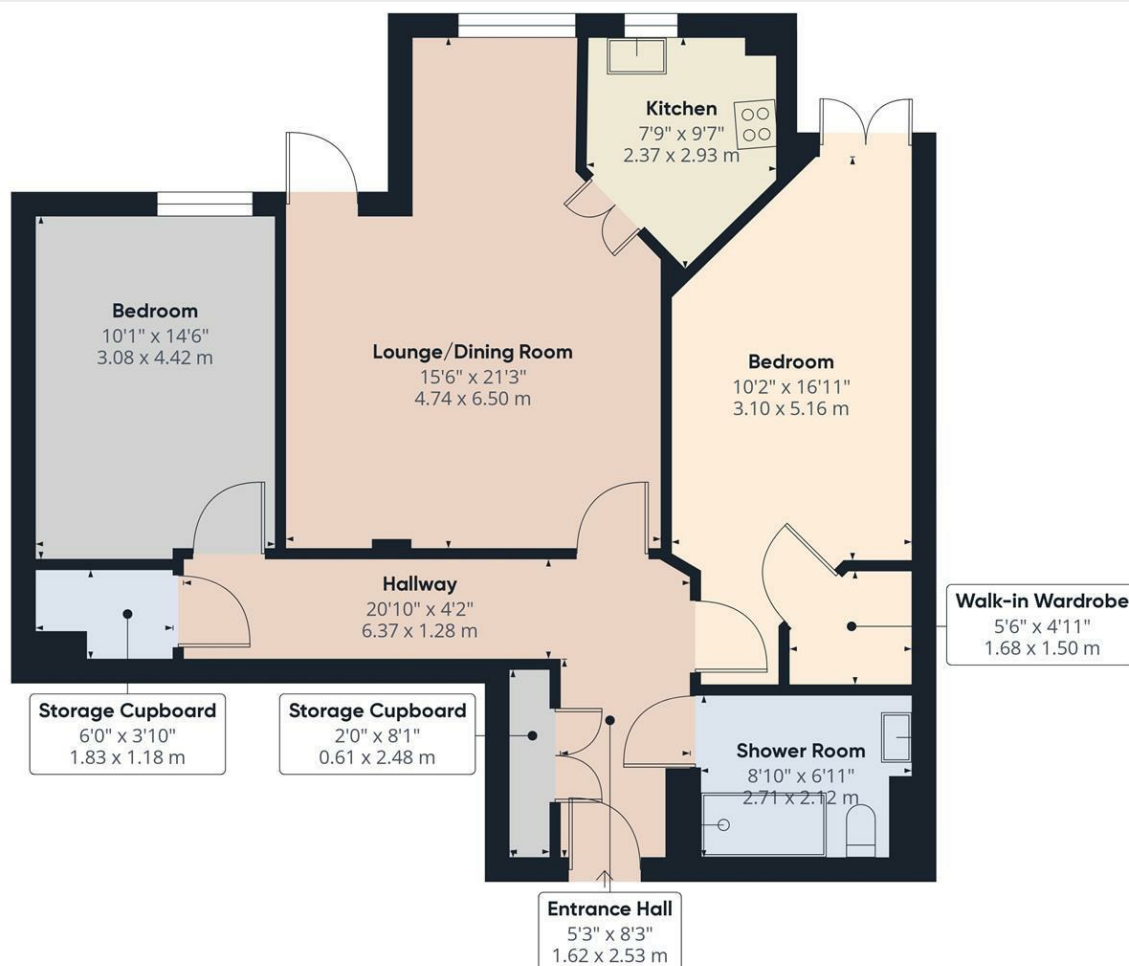 Kitchen
7'9" x 9'7"
2.37 x 2.93 m
Bedroom
10'1" x 14'6"
3.08 x 4.42 m
Lounge/Dining Room
15'6" x 21'3"
4.74 x 6.50 m
Bedroom
10'2" x 16'11"
3.10 x 5.16 m
Hallway
20'10" x 4'2"
6.37 x 1.28 m
Walk-in Wardrobe
5'6" x 4'11"
1.68 x 1.50 m
Storage Cupboard
6'0" x 3'10"
1.83 x 1.18 m
Storage Cupboard
2'0" x 8'1"
0.61 x 2.48 m
Shower Room
8'10" x 6'11"
2.71 x 2.12 m
Entrance Hall
5'3" x 8'3"
1.62 x 2.53 m